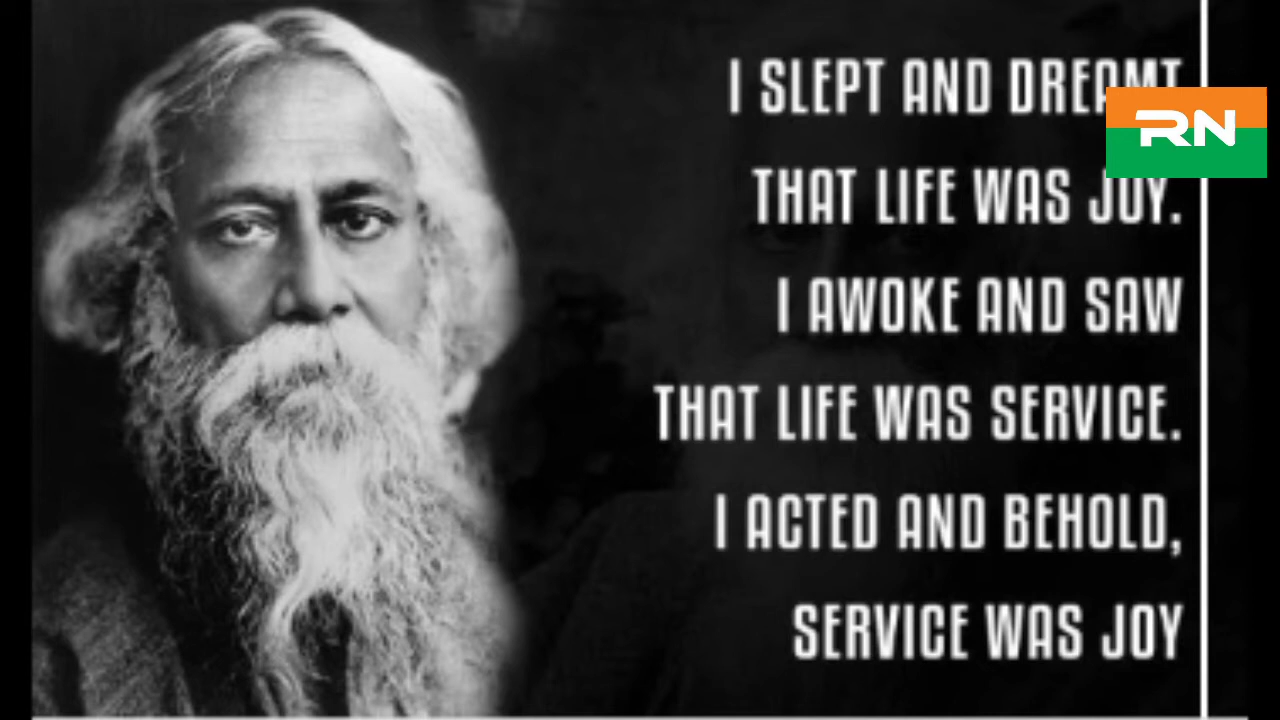 I SLEPT AND DREAMT
RN
THAT LIFE WAS JOY.
I AWOKE AND SAW
THAT LIFE WAS SERVICE.
I ACTED AND BEHOLD,
SERVICE WAS JOY